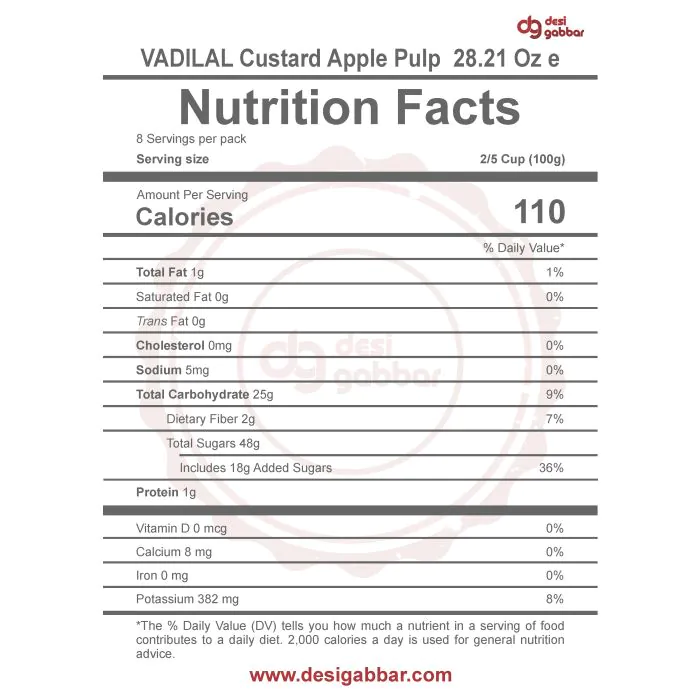 desi
gabbar
VADILAL Custard Apple Pulp 28.21 Oz e
Nutrition Facts
8 Servings per pack
Serving size 2/5 Cup (100g)
Amount Per Serving
Calories 110
% Daily Value*
Total Fat 1g 1%
Saturated Fat 0g 0%
Trans Fat 0g
Cholesterol 0mg 0%
desi
gabbar
Sodium 5mg 0%
Total Carbohydrate 25g 9%
Dietary Fiber 2g 7%
Total Sugars 48g
Includes 18g Added Sugars 36%
Protein 1g
Vitamin D 0 mcg 0%
Calcium 8 mg 0%
Iron 0 mg 0%
Potassium 382 mg 8%
*The % Daily Value (DV) tells you how much a nutrient in a serving of food
contributes to a daily diet. 2,000 calories a day is used for general nutrition
advice.
www.desigabbar.com